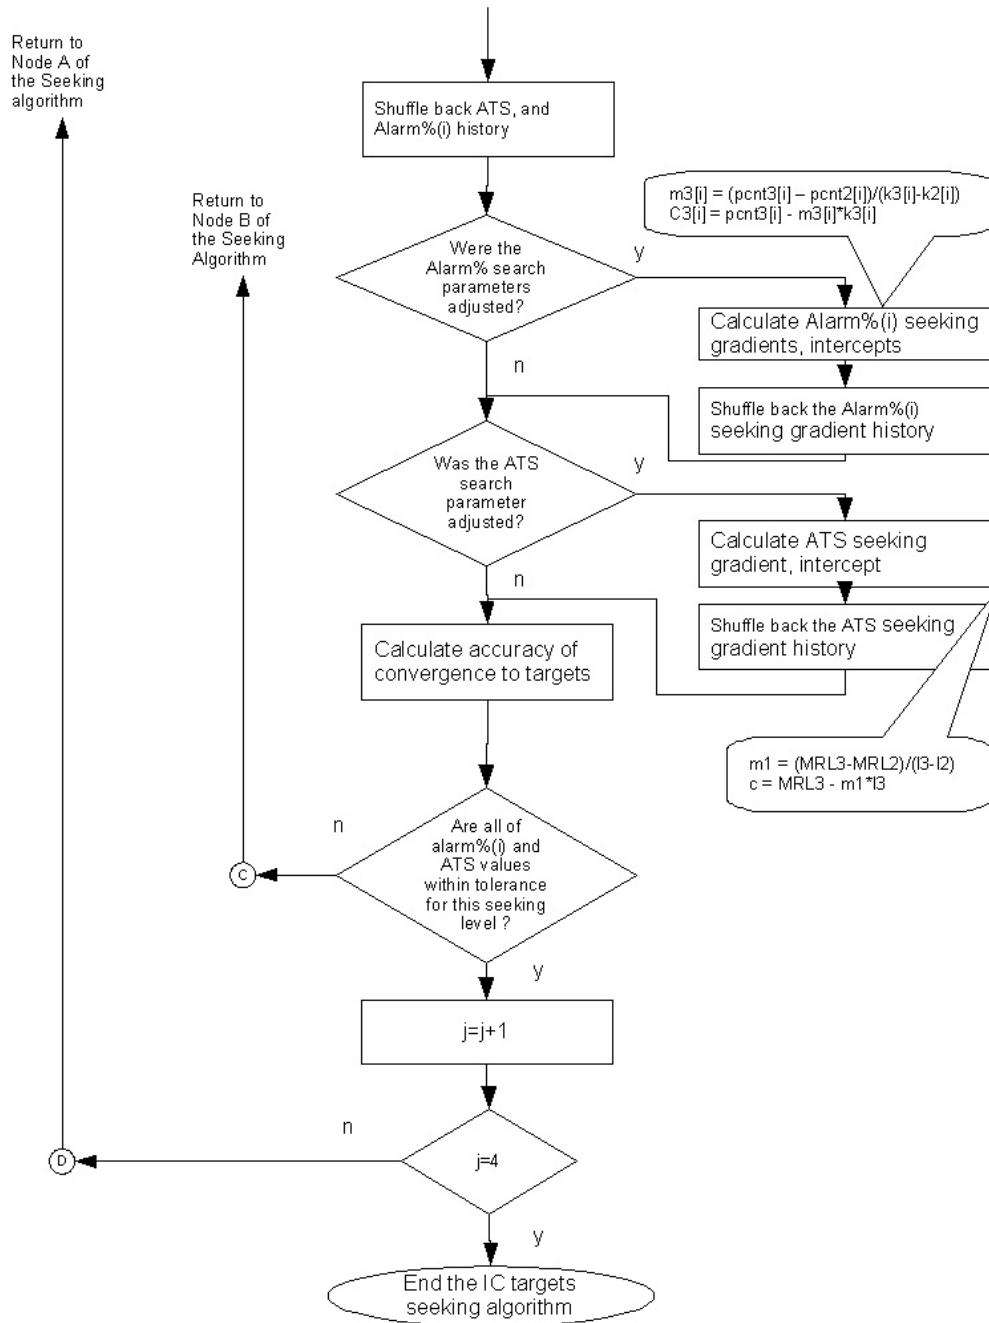 Return to
Node A of
the Seeking
algorithm
Shuffle back ATS, and
Alarm%(i) history
m3[i] = (pcnt3[i] – pcnt2[i])/(k3[i]-k2[i])
C3[i] = pcnt3[i] - m3[i]*k3[i]
Return to
Node B of
the Seeking
Algorithm
Were the
Alarm% search
parameters
adjusted?
y
n
Calculate Alarm%(i) seeking
gradients, intercepts
Shuffle back the Alarm%(i)
seeking gradient history
Was the ATS
search
parameter
adjusted?
y
n
Calculate ATS seeking
gradient, intercept
Shuffle back the ATS seeking
gradient history
Calculate accuracy of
convergence to targets
m1 = (MRL3-MRL2)/(l3-l2)
c = MRL3 - m1*l3
Are all of
alarm%(i) and
ATS values
within tolerance
for this seeking
level ?
n
C
y
j=j+1
n
D
j=4
y
End the IC targets
seeking algorithm